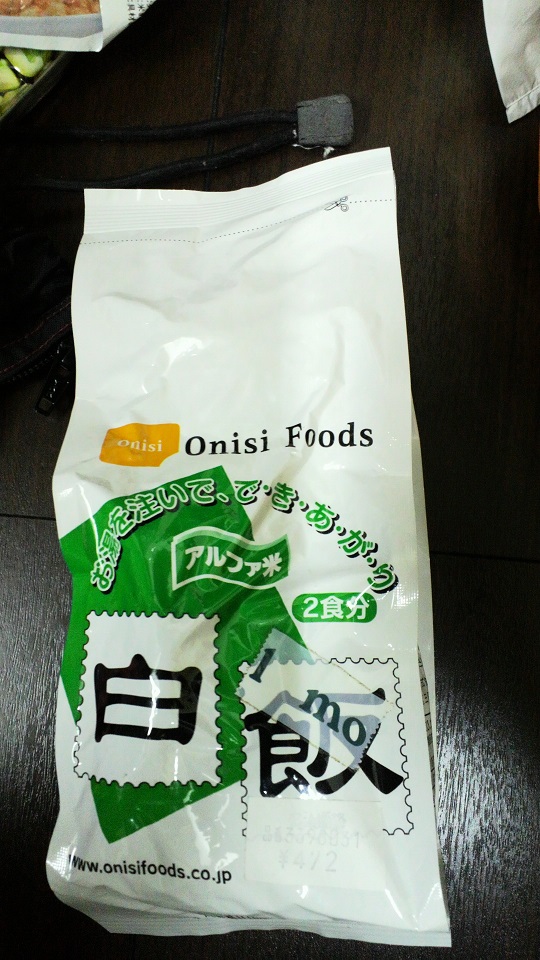 onisi
Onisi Foods
お湯を注いで、で・き・あ・が・り
アルファ米
2食分
白飯
mo
www.onisifoods.co.jp
¥472